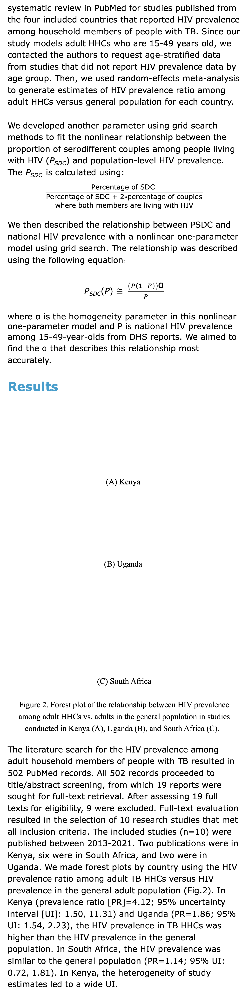 systematic review in PubMed for studies published from
the four included countries that reported HIV prevalence
among household members of people with TB. Since our
study models adult HHCs who are 15-49 years old, we
contacted the authors to request age-stratified data
from studies that did not report HIV prevalence data by
age group. Then, we used random-effects meta-analysis
to generate estimates of HIV prevalence ratio among
adult HHCs versus general population for each country.
We developed another parameter using grid search
methods to fit the nonlinear relationship between the
proportion of serodifferent couples among people living
with HIV (P_SDC) and population-level HIV prevalence.
The P_SDC is calculated using:
Percentage of SDC
Percentage of SDC + 2*percentage of couples
where both members are living with HIV
We then described the relationship between PSDC and
national HIV prevalence with a nonlinear one-parameter
model using grid search. The relationship was described
using the following equation:
P_SDC(P) ≅ (P(1−P))α
P
where α is the homogeneity parameter in this nonlinear
one-parameter model and P is national HIV prevalence
among 15-49-year-olds from DHS reports. We aimed to
find the α that describes this relationship most
accurately.
Results
(A) Kenya
(B) Uganda
(C) South Africa
Figure 2. Forest plot of the relationship between HIV prevalence
among adult HHCs vs. adults in the general population in studies
conducted in Kenya (A), Uganda (B), and South Africa (C).
The literature search for the HIV prevalence among
adult household members of people with TB resulted in
502 PubMed records. All 502 records proceeded to
title/abstract screening, from which 19 reports were
sought for full-text retrieval. After assessing 19 full
texts for eligibility, 9 were excluded. Full-text evaluation
resulted in the selection of 10 research studies that met
all inclusion criteria. The included studies (n=10) were
published between 2013-2021. Two publications were in
Kenya, six were in South Africa, and two were in
Uganda. We made forest plots by country using the HIV
prevalence ratio among adult TB HHCs versus HIV
prevalence in the general adult population (Fig.2). In
Kenya (prevalence ratio [PR]=4.12; 95% uncertainty
interval [UI]: 1.50, 11.31) and Uganda (PR=1.86; 95%
UI: 1.54, 2.23), the HIV prevalence in TB HHCs was
higher than the HIV prevalence in the general
population. In South Africa, the HIV prevalence was
similar to the general population (PR=1.14; 95% UI:
0.72, 1.81). In Kenya, the heterogeneity of study
estimates led to a wide UI.